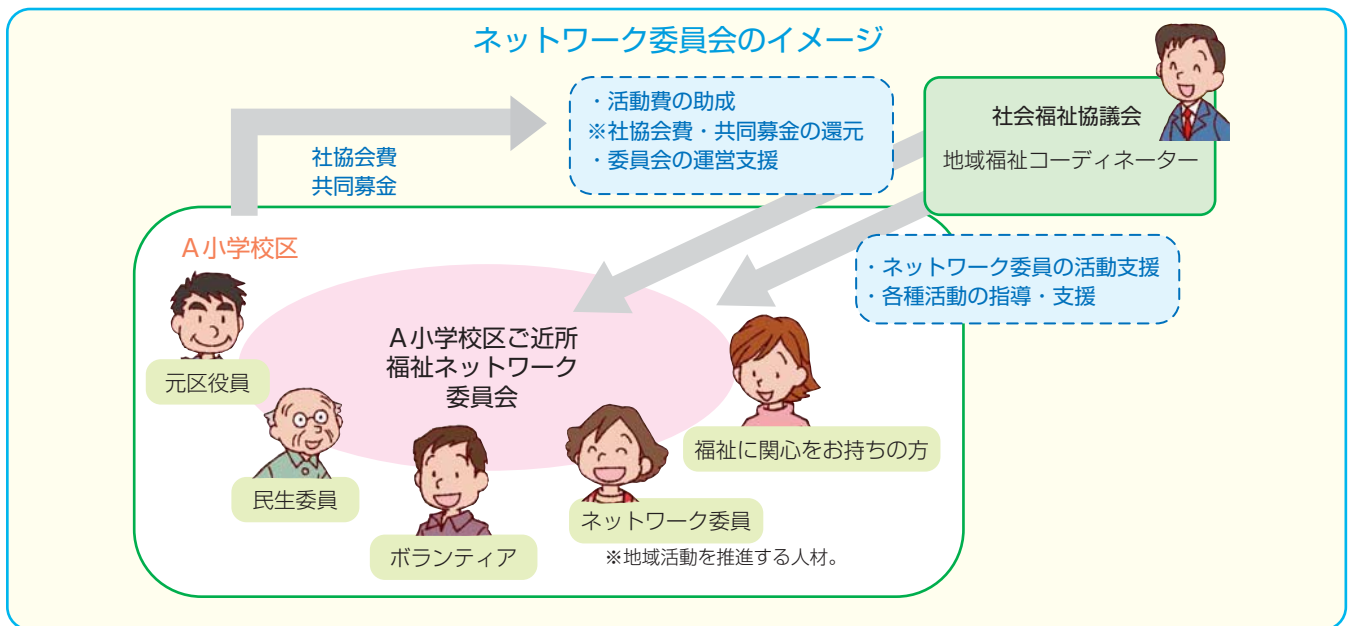 ネットワーク委員会のイメージ
・活動費の助成
※社協会費・共同募金の還元
・委員会の運営支援
社会福祉協議会
地域福祉コーディネーター
社協会費
共同募金
A小学校区
・ネットワーク委員の活動支援
・各種活動の指導・支援
A小学校区ご近所
福祉ネットワーク
委員会
元区役員
民生委員
ボランティア
ネットワーク委員
※地域活動を推進する人材。
福祉に関心をお持ちの方